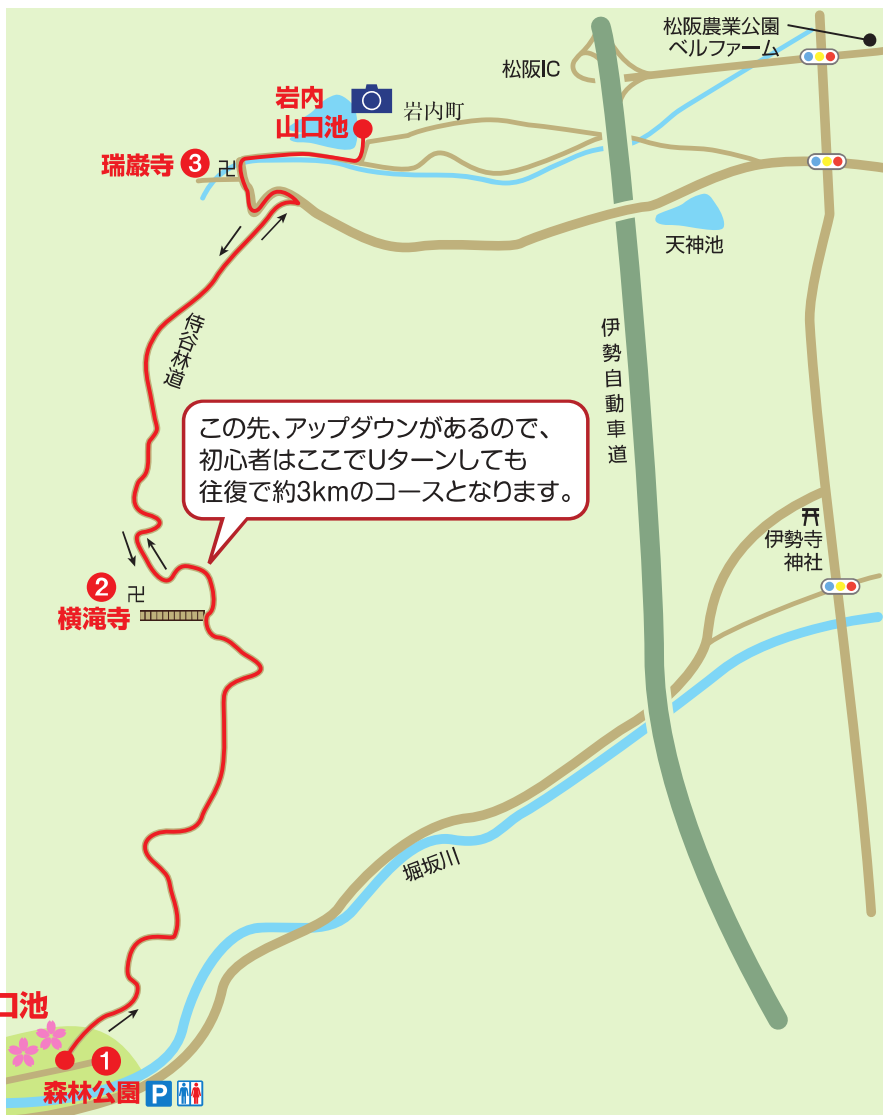 松阪農業公園
ベルファーム
松阪IC
岩内
山口池
岩内町
瑞巌寺 3
天神池
侍谷林道
伊勢自動車道
この先、アップダウンがあるので、
初心者はここでUターンしても
往復で約3kmのコースとなります。
伊勢寺
神社
2
横滝寺
堀坂川
口池
1
森林公園 P